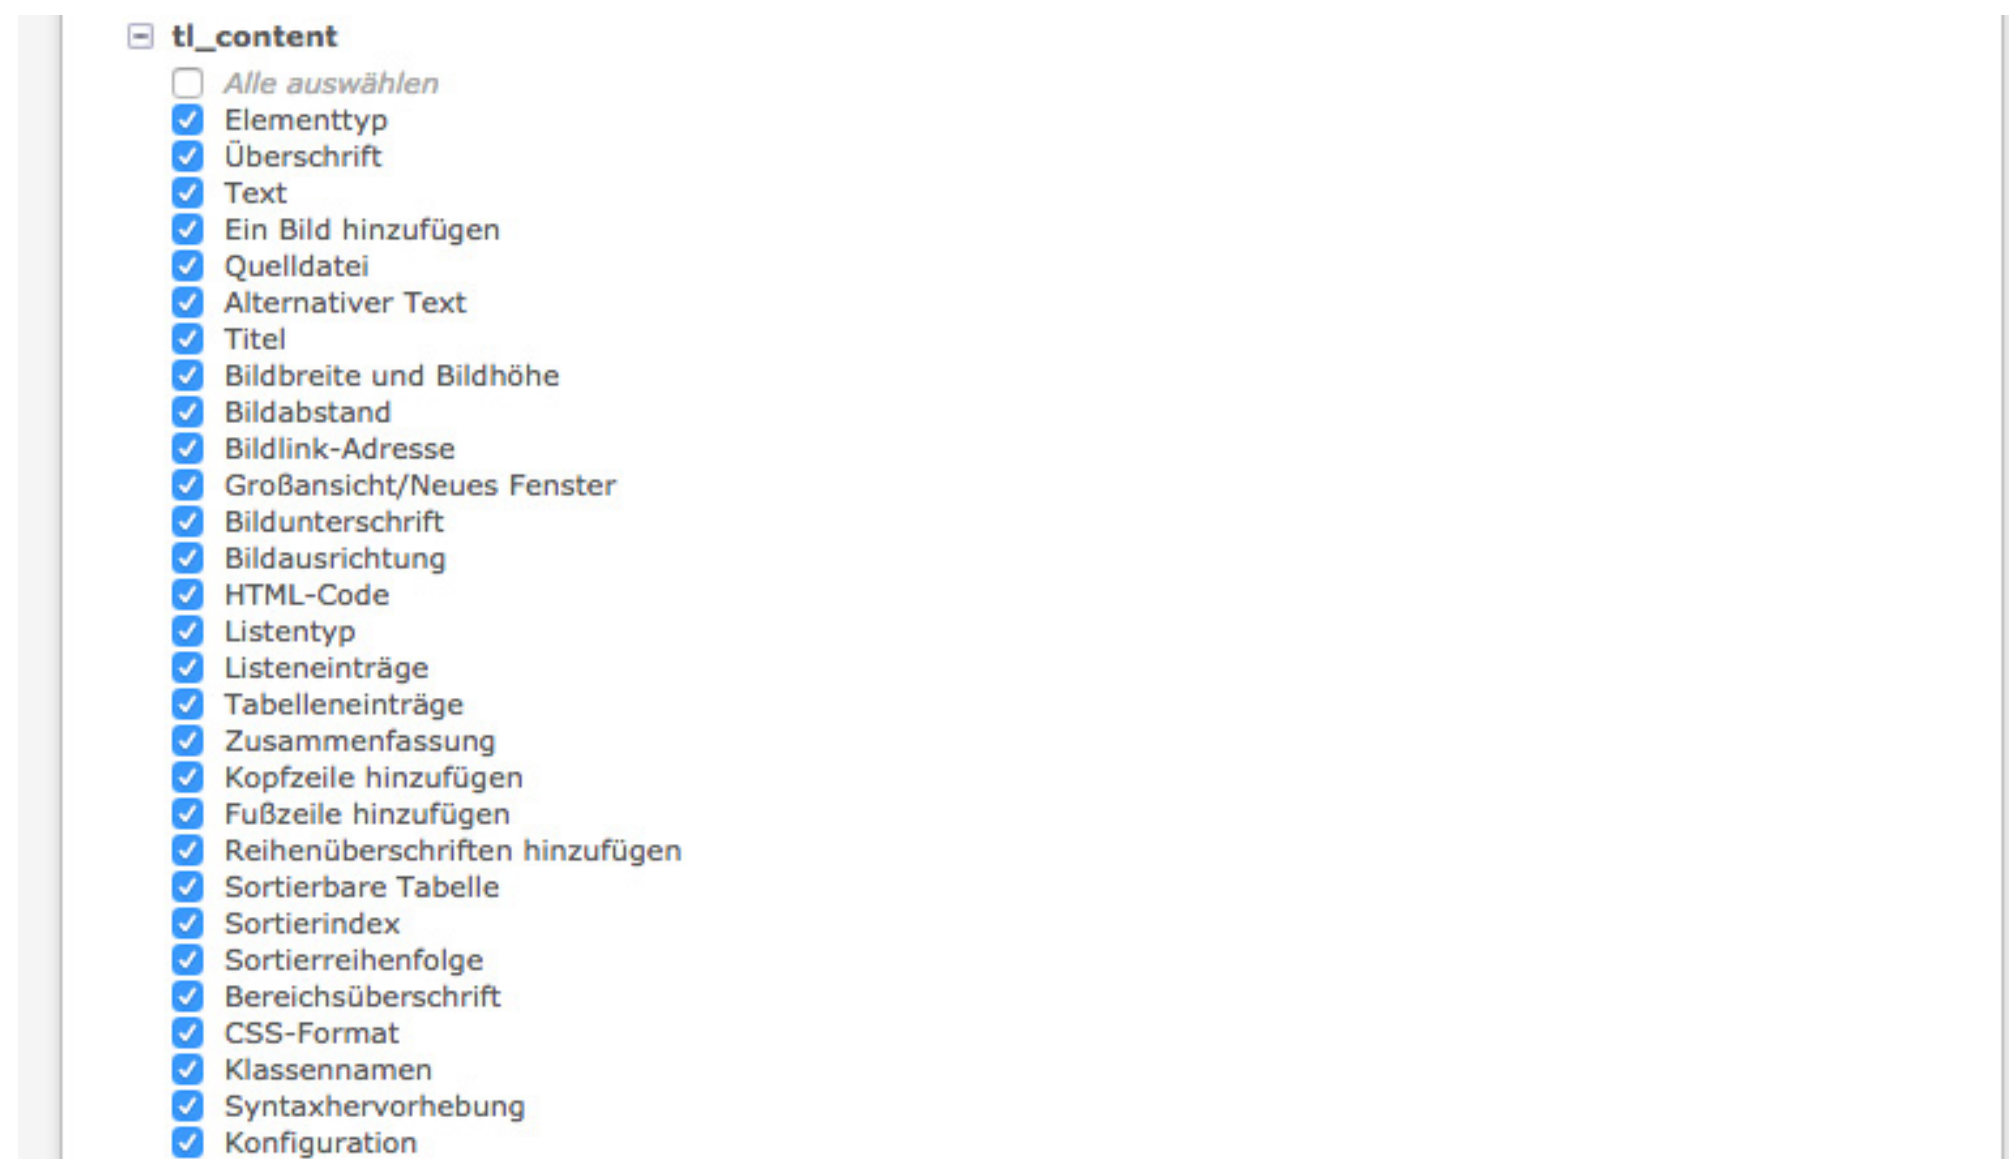 tl_content
Alle auswählen
Elementtyp
Überschrift
Text
Ein Bild hinzufügen
Quelldatei
Alternativer Text
Titel
Bildbreite und Bildhöhe
Bildabstand
Bildlink-Adresse
Großansicht/Neues Fenster
Bildunterschrift
Bildausrichtung
HTML-Code
Listentyp
Listeneinträge
Tabelleneinträge
Zusammenfassung
Kopfzeile hinzufügen
Fußzeile hinzufügen
Reihenüberschriften hinzufügen
Sortierbare Tabelle
Sortierindex
Sortierreihenfolge
Bereichsüberschrift
CSS-Format
Klassennamen
Syntaxhervorhebung
Konfiguration